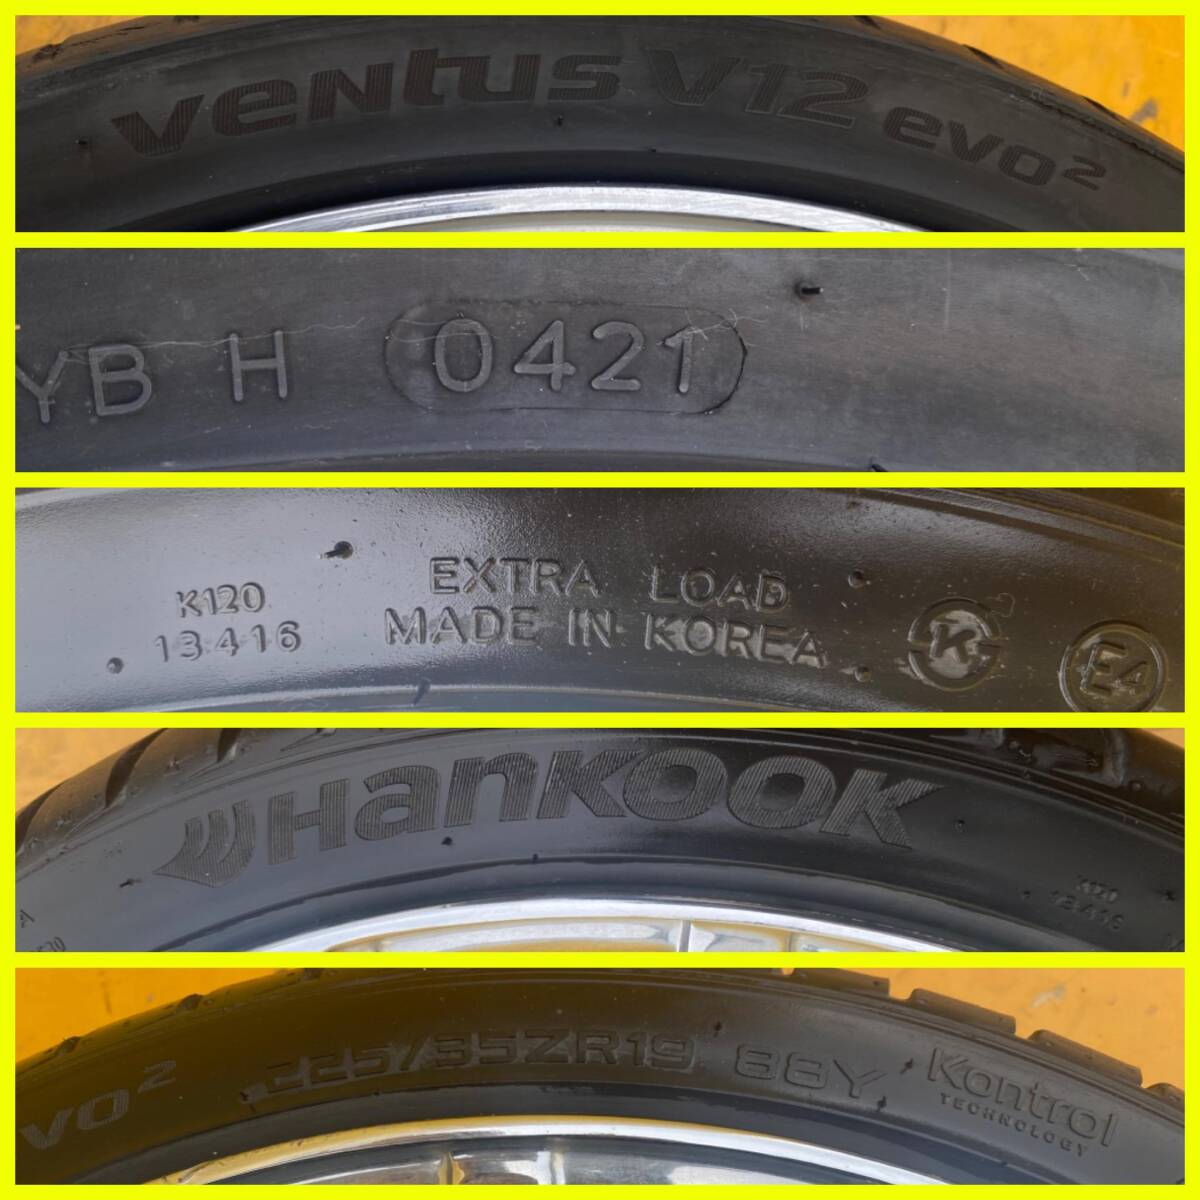 ventus V12 evo²
YB H 0421
K120
13416
EXTRA LOAD
MADE IN KOREA
K
E4
Hankook
K120
13416
VO² 225/35ZR19 88Y Kontrol
TECHNOLOGY